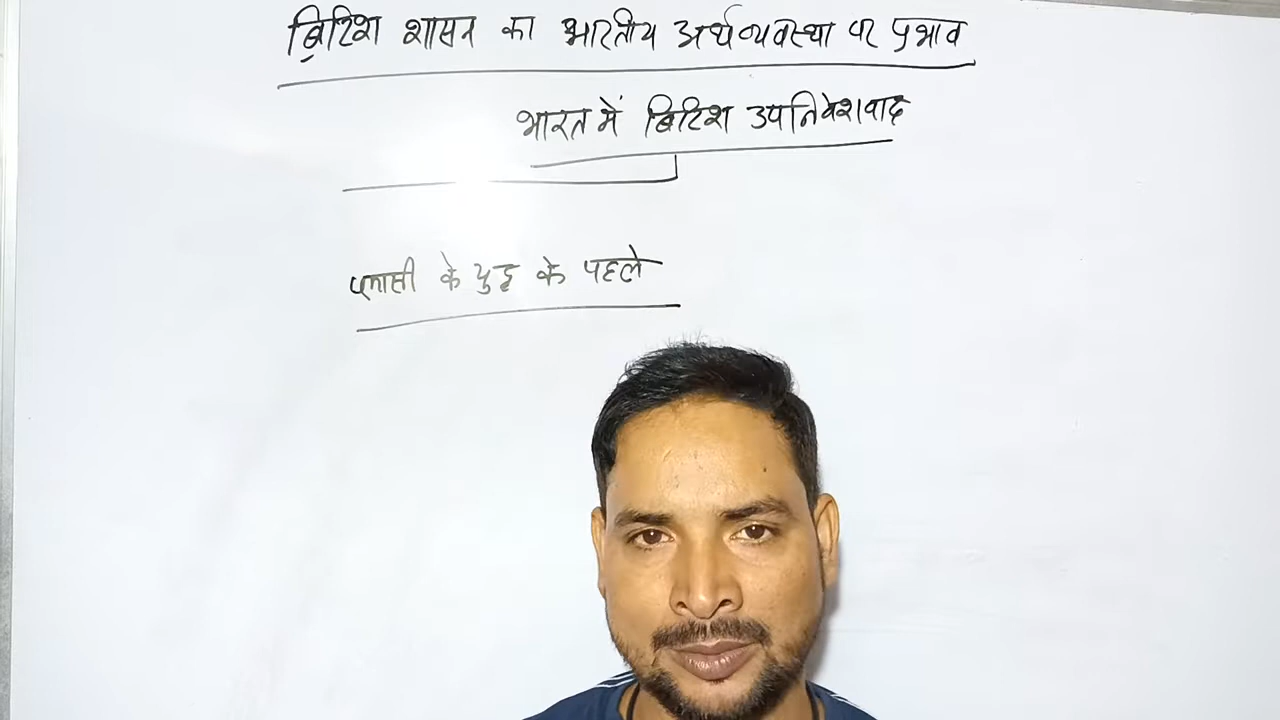 ब्रिटिश शासन का भारतीय अर्थव्यवस्था पर प्रभाव
भारत में ब्रिटिश उपनिवेशवाद
प्लासी के युद्ध के पहले